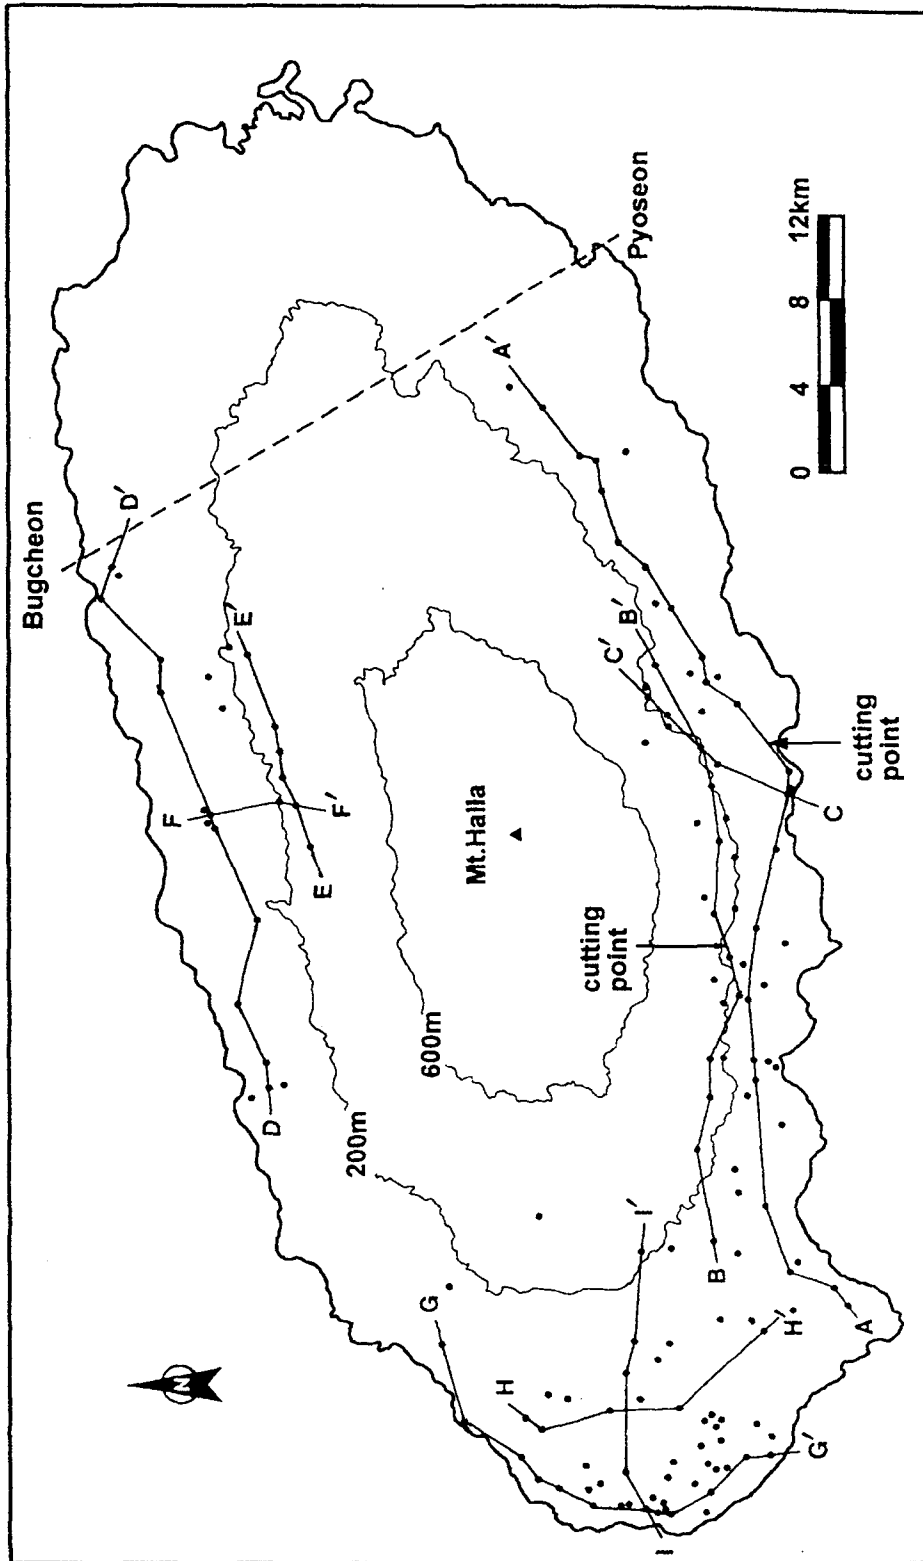 Bugcheon
Pyoseon
0 4 8 12km
A'
D'
E'
B'
C'
F
F'
E
C
D
Mt.Halla
cutting
point
cutting
point
600m
200m
I'
B
G
H
H'
A
G'
I
N